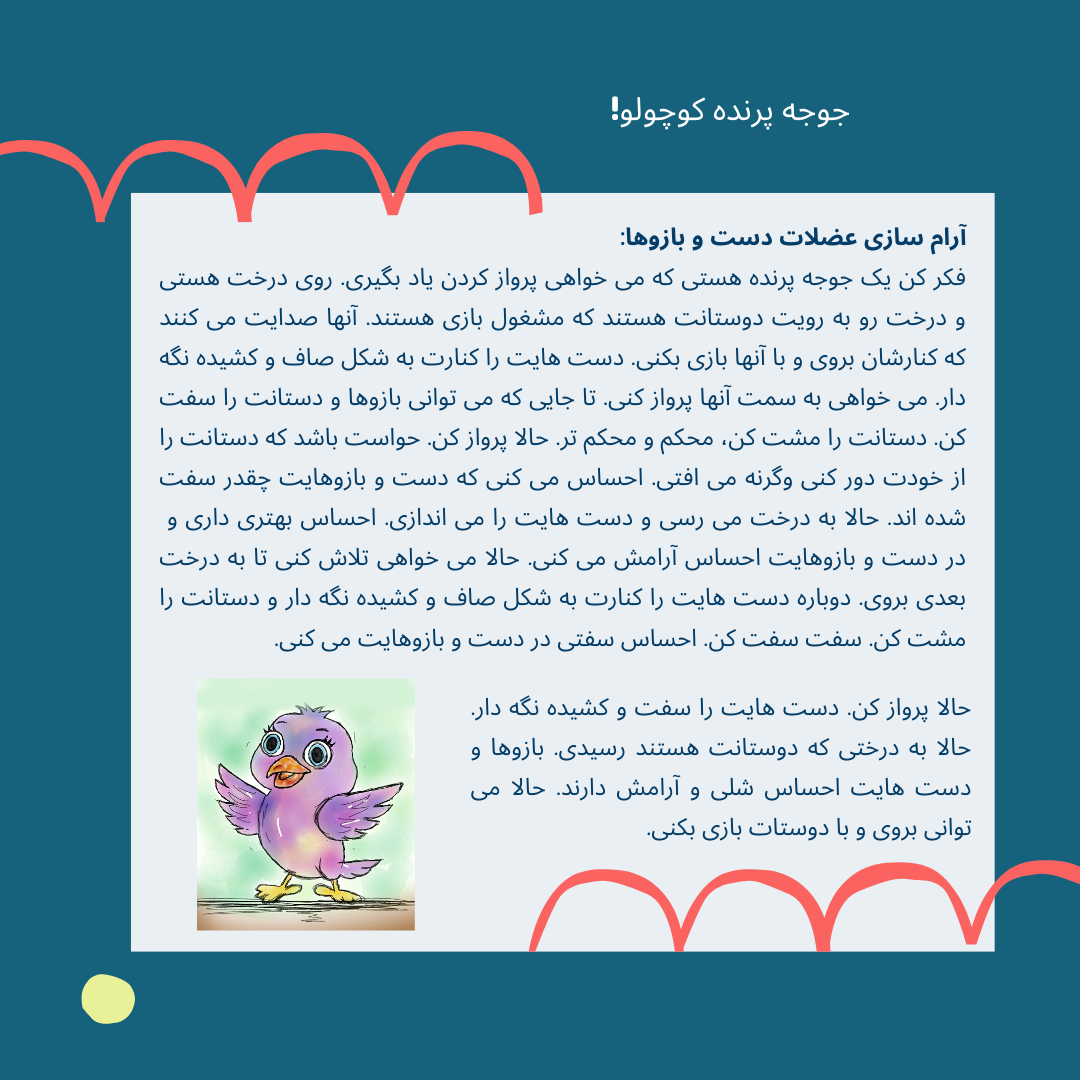 جوجه پرنده کوچولو!
آرام سازی عضلات دست و بازوها:
فکر کن یک جوجه پرنده هستی که می خواهی پرواز کردن یاد بگیری. روی درخت هستی
و درخت رو به رویت دوستانت هستند که مشغول بازی هستند. آنها صدایت می کنند
که کنارشان بروی و با آنها بازی بکنی. دست هایت را کنارت به شکل صاف و کشیده نگه
دار. می خواهی به سمت آنها پرواز کنی. تا جایی که می توانی بازوها و دستانت را سفت
کن. دستانت را مشت کن، محکم و محکم تر. حالا پرواز کن. حواست باشد که دستانت را
از خودت دور کنی وگرنه می افتی. احساس می کنی که دست و بازوهایت چقدر سفت
شده اند. حالا به درخت می رسی و دست هایت را می اندازی. احساس بهتری داری و
در دست و بازوهایت احساس آرامش می کنی. حالا می خواهی تلاش کنی تا به درخت
بعدی بروی. دوباره دست هایت را کنارت به شکل صاف و کشیده نگه دار و دستانت را
مشت کن. سفت سفت کن. احساس سفتی در دست و بازوهایت می کنی.
حالا پرواز کن. دست هایت را سفت و کشیده نگه دار.
حالا به درختی که دوستانت هستند رسیدی. بازوها و
دست هایت احساس شلی و آرامش دارند. حالا می
توانی بروی و با دوستات بازی بکنی.